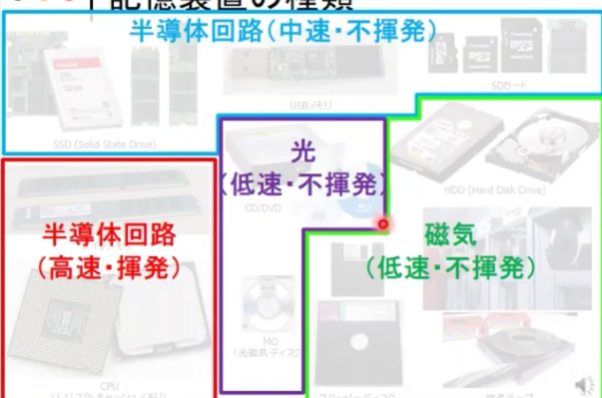 記憶装置の種類
半導体回路（中速・不揮発）
USBメモリ
SDカード
SSD (Solid State Drive)
光
（低速・不揮発）
CD/DVD
HDD (Hard Disk Drive)
半導体回路
（高速・揮発）
磁気
（低速・不揮発）
MO
（光磁気ディスク
CPU